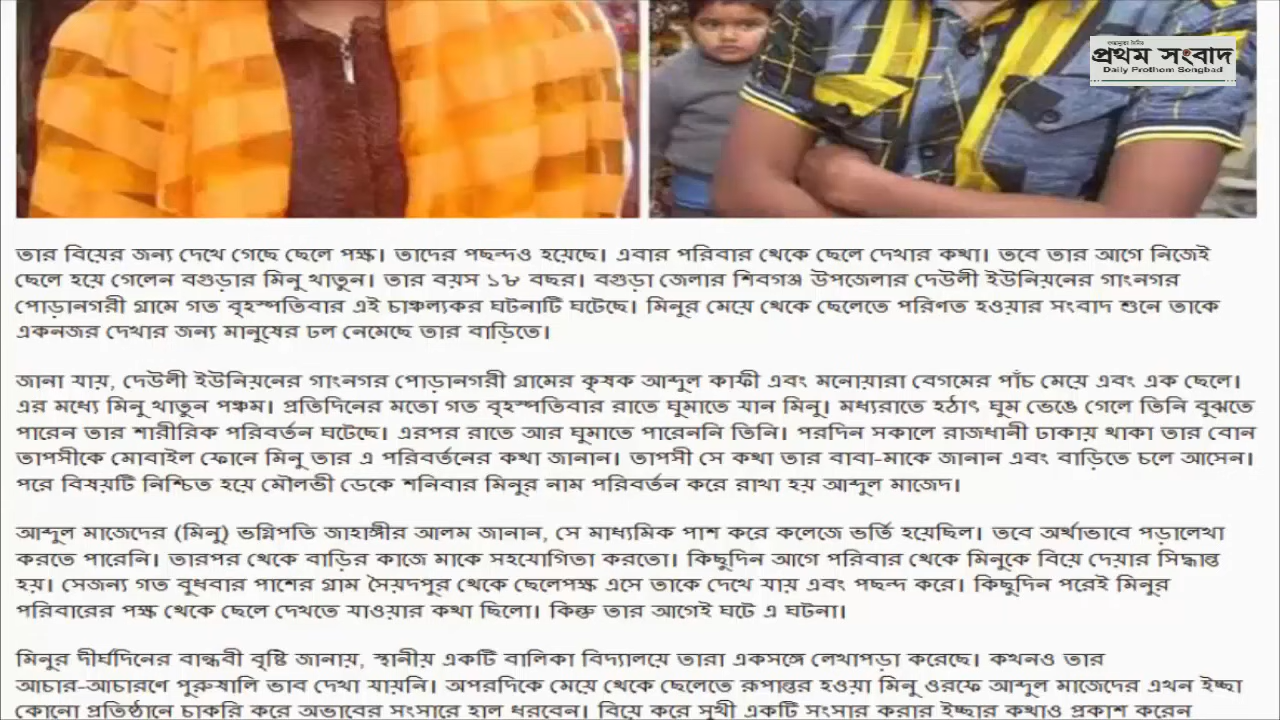 প্রথম সংবাদ
Daily Prothom Songbad
তার বিয়ের জন্য দেখে গেছে ছেলে পক্ষ। তাদের পছন্দও হয়েছে। এবার পরিবার থেকে ছেলে দেখার কথা। তবে তার আগে নিজেই
ছেলে হয়ে গেলেন বগুড়ার মিনু খাতুন। তার বয়স ১৮ বছর। বগুড়া জেলার শিবগঞ্জ উপজেলার দেউলী ইউনিয়নের গাংনগর
পোড়ানগরী গ্রামে গত বৃহস্পতিবার এই চাঞ্চল্যকর ঘটনাটি ঘটেছে। মিনুর মেয়ে থেকে ছেলেতে পরিণত হওয়ার সংবাদ শুনে তাকে
একনজর দেখার জন্য মানুষের ঢল নেমেছে তার বাড়িতে।
জানা যায়, দেউলী ইউনিয়নের গাংনগর পোড়ানগরী গ্রামের কৃষক আব্দুল কাফী এবং মনোয়ারা বেগমের পাঁচ মেয়ে এবং এক ছেলে।
এর মধ্যে মিনু খাতুন পঞ্চম। প্রতিদিনের মতো গত বৃহস্পতিবার রাতে ঘুমাতে যান মিনু। মধ্যরাতে হঠাৎ ঘুম ভেঙে গেলে তিনি বুঝতে
পারেন তার শারীরিক পরিবর্তন ঘটেছে। এরপর রাতে আর ঘুমাতে পারেননি তিনি। পরদিন সকালে রাজধানী ঢাকায় থাকা তার বোন
তাপসীকে মোবাইল ফোনে মিনু তার এ পরিবর্তনের কথা জানান। তাপসী সে কথা তার বাবা-মাকে জানান এবং বাড়িতে চলে আসেন।
পরে বিষয়টি নিশ্চিত হয়ে মৌলভী ডেকে শনিবার মিনুর নাম পরিবর্তন করে রাখা হয় আব্দুল মাজেদ।
আব্দুল মাজেদের (মিনু) ভগ্নিপতি জাহাঙ্গীর আলম জানান, সে মাধ্যমিক পাশ করে কলেজে ভর্তি হয়েছিল। তবে অর্থাভাবে পড়ালেখা
করতে পারেনি। তারপর থেকে বাড়ির কাজে মাকে সহযোগিতা করতো। কিছুদিন আগে পরিবার থেকে মিনুকে বিয়ে দেয়ার সিদ্ধান্ত
হয়। সেজন্য গত বুধবার পাশের গ্রাম সৈয়দপুর থেকে ছেলেপক্ষ এসে তাকে দেখে যায় এবং পছন্দ করে। কিছুদিন পরেই মিনুর
পরিবারের পক্ষ থেকে ছেলে দেখতে যাওয়ার কথা ছিলো। কিন্তু তার আগেই ঘটে এ ঘটনা।
মিনুর দীর্ঘদিনের বান্ধবী বৃষ্টি জানায়, স্থানীয় একটি বালিকা বিদ্যালয়ে তারা একসঙ্গে লেখাপড়া করেছে। কখনও তার
আচার-আচারণে পুরুষালি ভাব দেখা যায়নি। অপরদিকে মেয়ে থেকে ছেলেতে রূপান্তর হওয়া মিনু ওরফে আব্দুল মাজেদের এখন ইচ্ছা
কোনো প্রতিষ্ঠানে চাকরি করে অভাবের সংসারে হাল ধরবেন। বিয়ে করে সুখী একটি সংসার করার ইচ্ছার কথাও প্রকাশ করেন